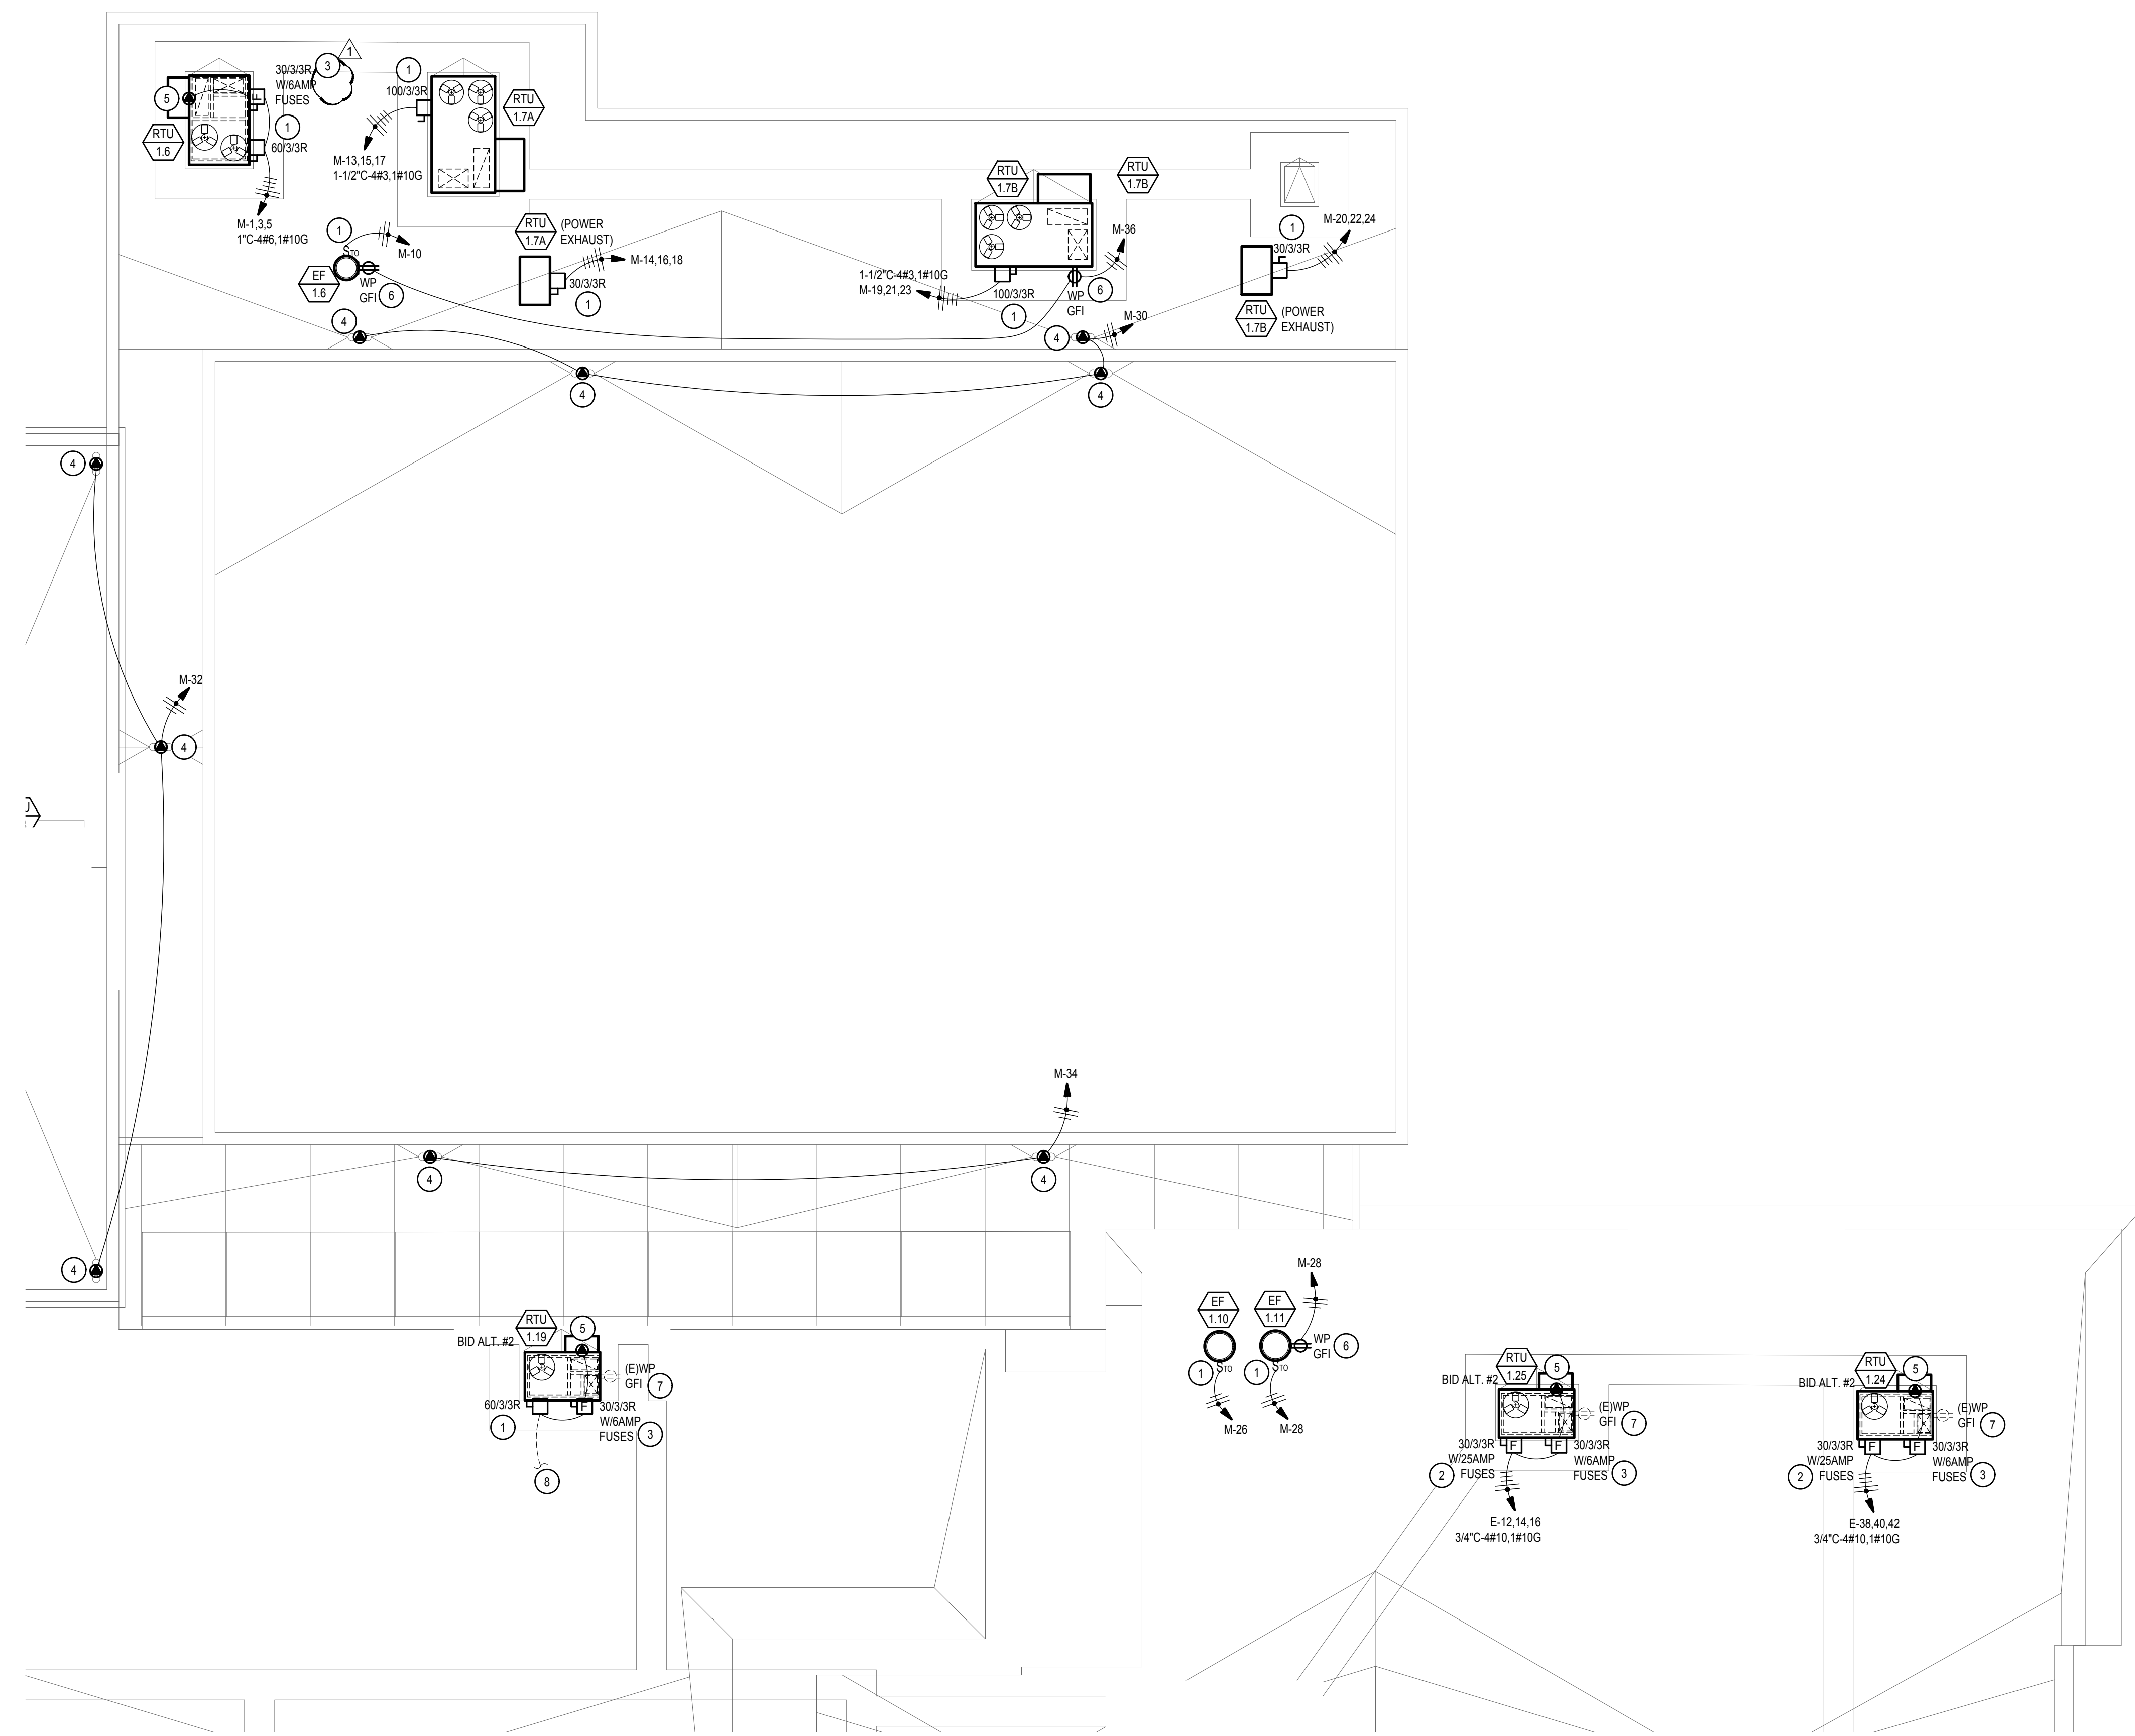 1
3
30/3/3R
W/6AMP
FUSES
5
F
1
60/3/3R
RTU
1.6
M-1,3,5
1"C-4#6,1#10G
1
100/3/3R
RTU
1.7A
M-13,15,17
1-1/2"C-4#3,1#10G
1
STO
M-10
EF
1.6
WP
GFI
6
RTU
1.7A
(POWER
EXHAUST)
M-14,16,18
30/3/3R
1
RTU
1.7B
RTU
1.7B
M-36
1-1/2"C-4#3,1#10G
M-19,21,23
100/3/3R
1
WP
GFI
6
1
M-20,22,24
30/3/3R
RTU
1.7B
(POWER
EXHAUST)
4
4
M-30
4
4
4
M-32
4
U
M-34
4
4
4
RTU
1.19
5
BID ALT. #2
(E)WP
GFI
7
60/3/3R
1
F
30/3/3R
W/6AMP
FUSES
3
8
M-28
EF
1.10
EF
1.11
WP
GFI
6
1
STO
1
STO
M-26
M-28
RTU
1.25
5
BID ALT. #2
(E)WP
GFI
7
30/3/3R
W/25AMP
FUSES
2
F
F
30/3/3R
W/6AMP
FUSES
3
E-12,14,16
3/4"C-4#10,1#10G
RTU
1.24
5
BID ALT. #2
(E)WP
GFI
7
30/3/3R
W/25AMP
FUSES
2
F
F
30/3/3R
W/6AMP
FUSES
3
E-38,40,42
3/4"C-4#10,1#10G